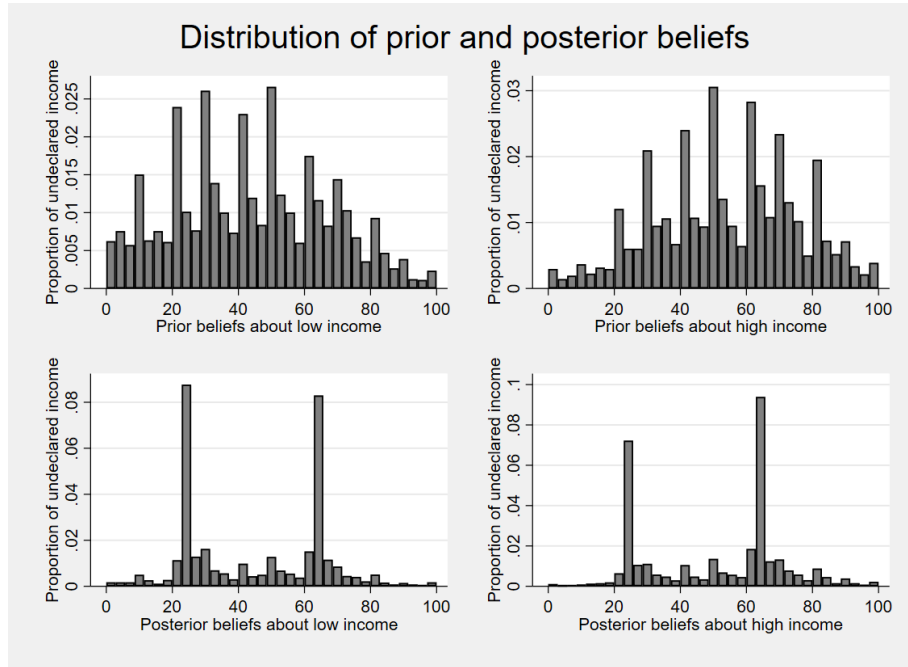 Distribution of prior and posterior beliefs
Proportion of undeclared income
0 .005 .01 .015 .02 .025
0 20 40 60 80 100
Prior beliefs about low income
Proportion of undeclared income
0 .01 .02 .03
0 20 40 60 80 100
Prior beliefs about high income
Proportion of undeclared income
0 .02 .04 .06 .08
0 20 40 60 80 100
Posterior beliefs about low income
Proportion of undeclared income
0 .02 .04 .06 .08 .1
0 20 40 60 80 100
Posterior beliefs about high income